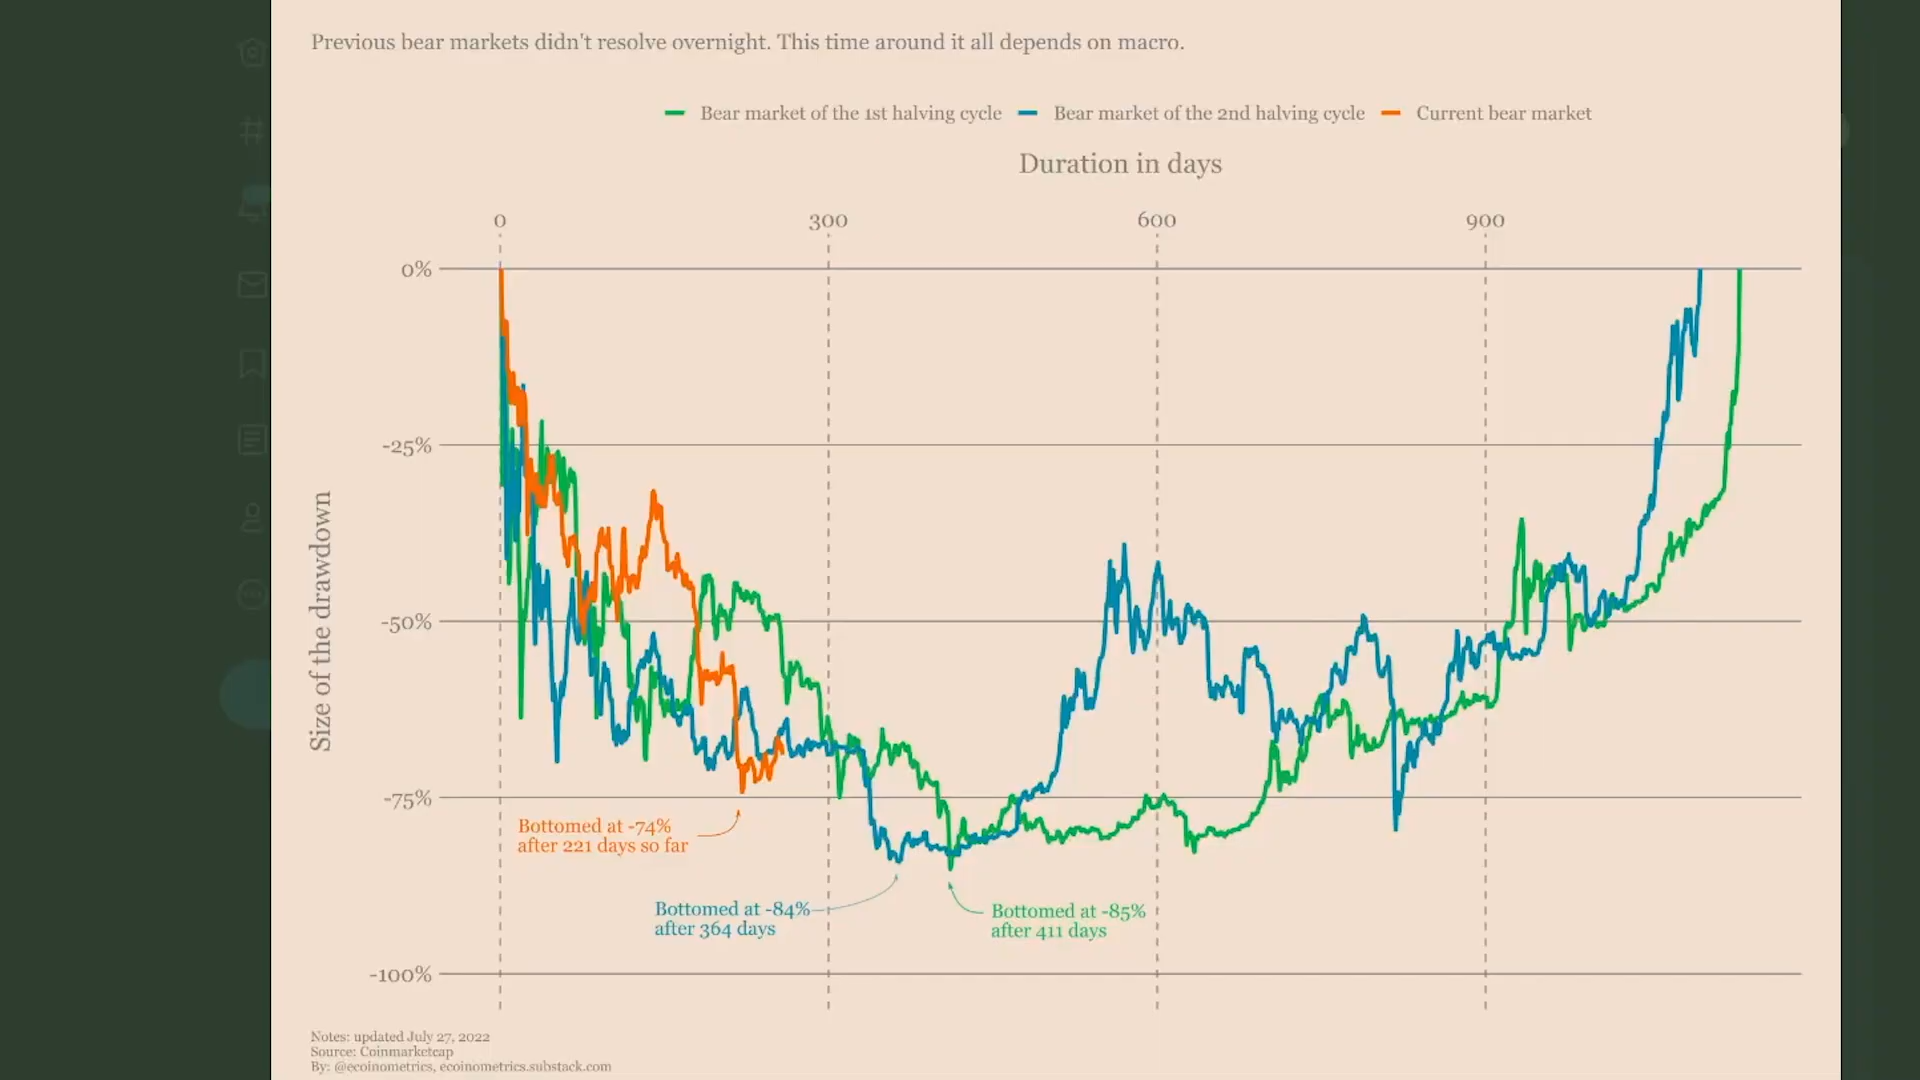 Previous bear markets didn't resolve overnight. This time around it all depends on macro.
Bear market of the 1st halving cycle
Bear market of the 2nd halving cycle
Current bear market
Duration in days
0
300
600
900
0%
-25%
-50%
-75%
-100%
Size of the drawdown
Bottomed at -74%
after 221 days so far
Bottomed at -84%
after 364 days
Bottomed at -85%
after 411 days
Notes: updated July 27, 2022
Source: Coinmarketcap
By: @ecoinometrics, ecoinometrics.substack.com